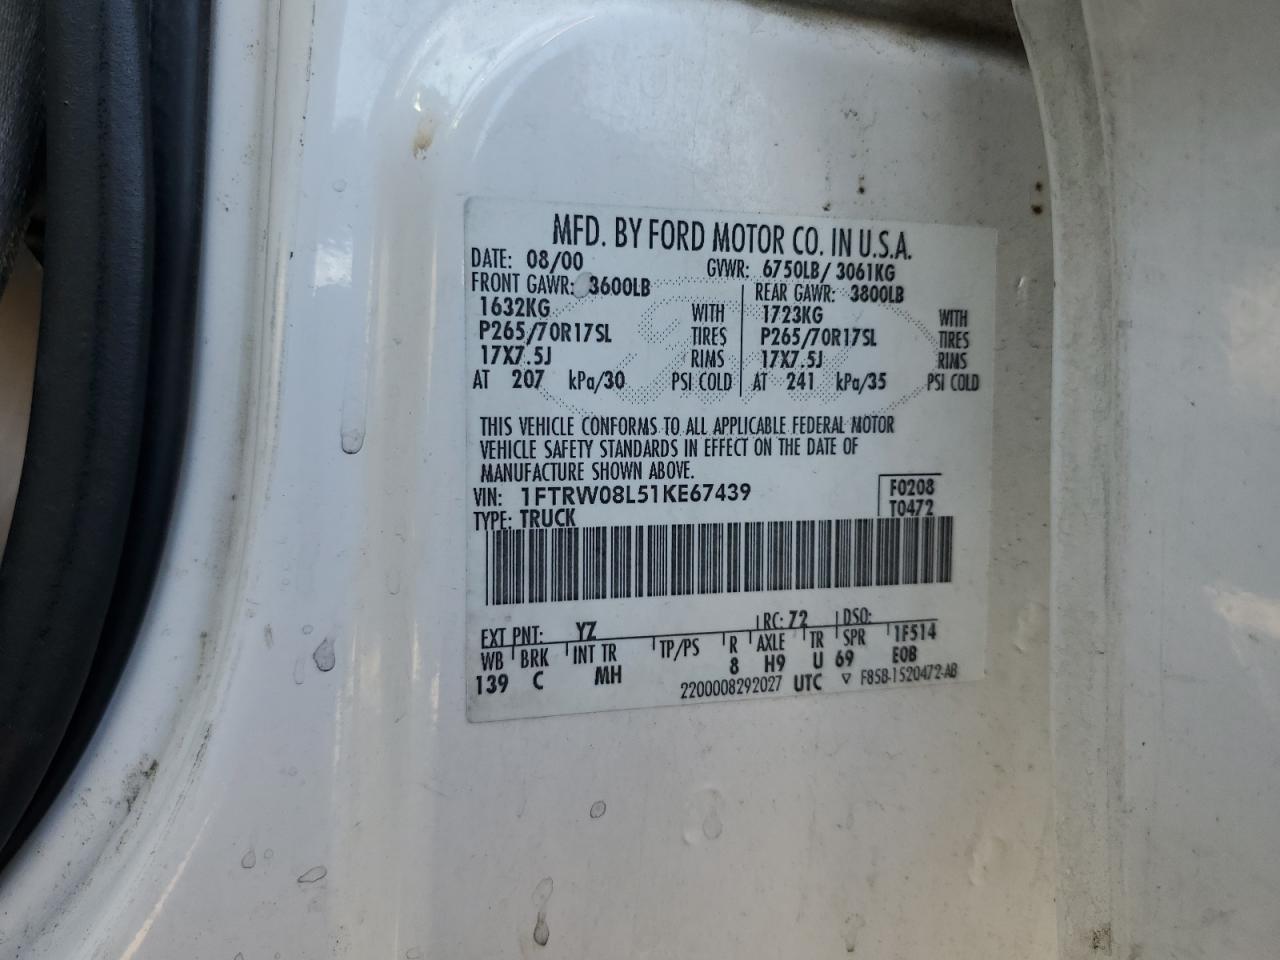 MFD. BY FORD MOTOR CO. IN U.S.A.
DATE: 08/00 GVWR: 6750LB/ 3061KG
FRONT GAWR: 3600LB REAR GAWR: 3800LB
1632KG WITH 1723KG WITH
P265/70R17SL TIRES P265/70R17SL TIRES
17X7.5J RIMS 17X7.5J RIMS
AT 207 kPa/30 PSI COLD AT 241 kPa/35 PSI COLD
THIS VEHICLE CONFORMS TO ALL APPLICABLE FEDERAL MOTOR
VEHICLE SAFETY STANDARDS IN EFFECT ON THE DATE OF
MANUFACTURE SHOWN ABOVE.
VIN: 1FTRW08L51KE67439 F0208
TYPE: TRUCK T0472
EXT PNT: YZ RC: 72 DSO:
WB BRK INT TR TP/PS R AXLE TR SPR 1F514
139 C MH 8 H9 U 69 E0B
2200008292027 UTC ▽ F85B-1520472-AB